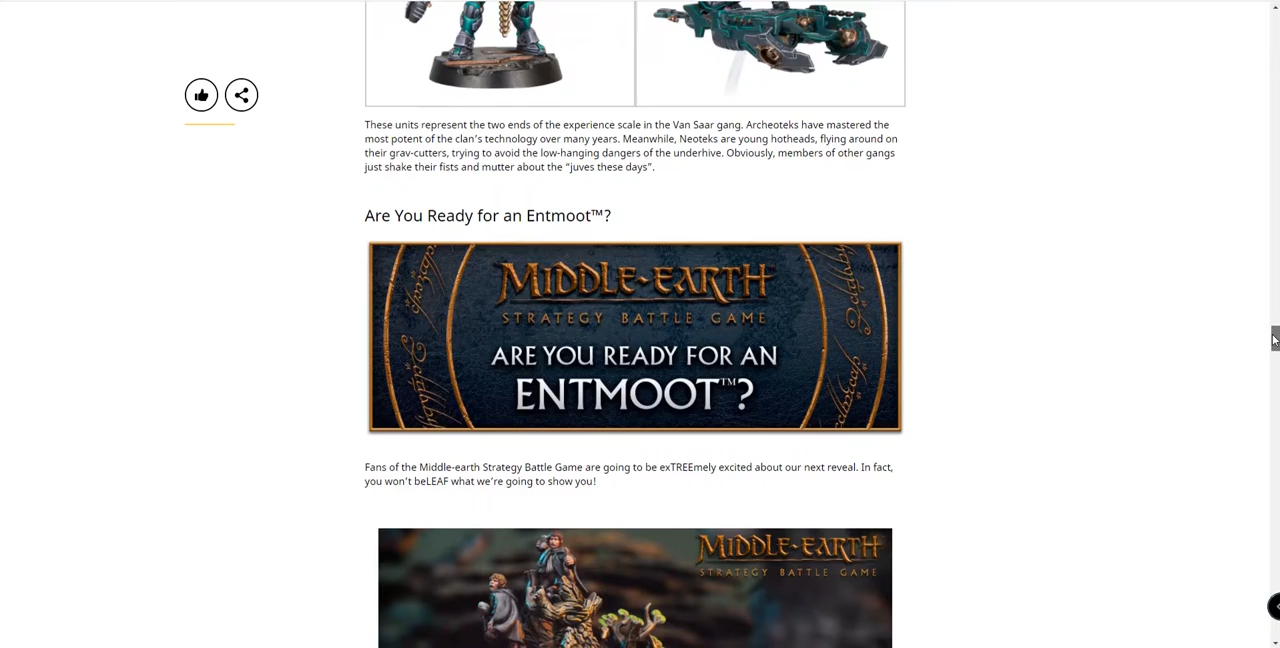 These units represent the two ends of the experience scale in the Van Saar gang. Archeoteks have mastered the
most potent of the clan’s technology over many years. Meanwhile, Neoteks are young hotheads, flying around on
their grav-cutters, trying to avoid the low-hanging dangers of the underhive. Obviously, members of other gangs
just shake their fists and mutter about the “juves these days”.
Are You Ready for an Entmoot™?
MIDDLE-EARTH
STRATEGY BATTLE GAME
ARE YOU READY FOR AN
ENTMOOT™?
Fans of the Middle-earth Strategy Battle Game are going to be exTREEmely excited about our next reveal. In fact,
you won’t beLEAF what we’re going to show you!
MIDDLE-EARTH
STRATEGY BATTLE GAME